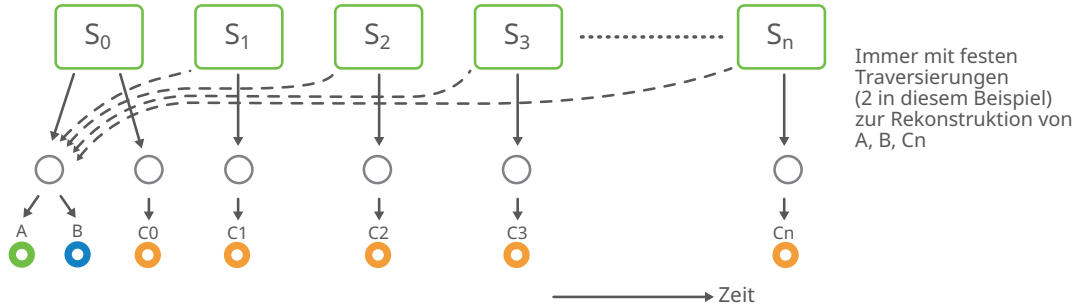 S0
S1
S2
S3
Sn
Immer mit festen
Traversierungen
(2 in diesem Beispiel)
zur Rekonstruktion von
A, B, Cn
A
B
C0
C1
C2
C3
Cn
Zeit